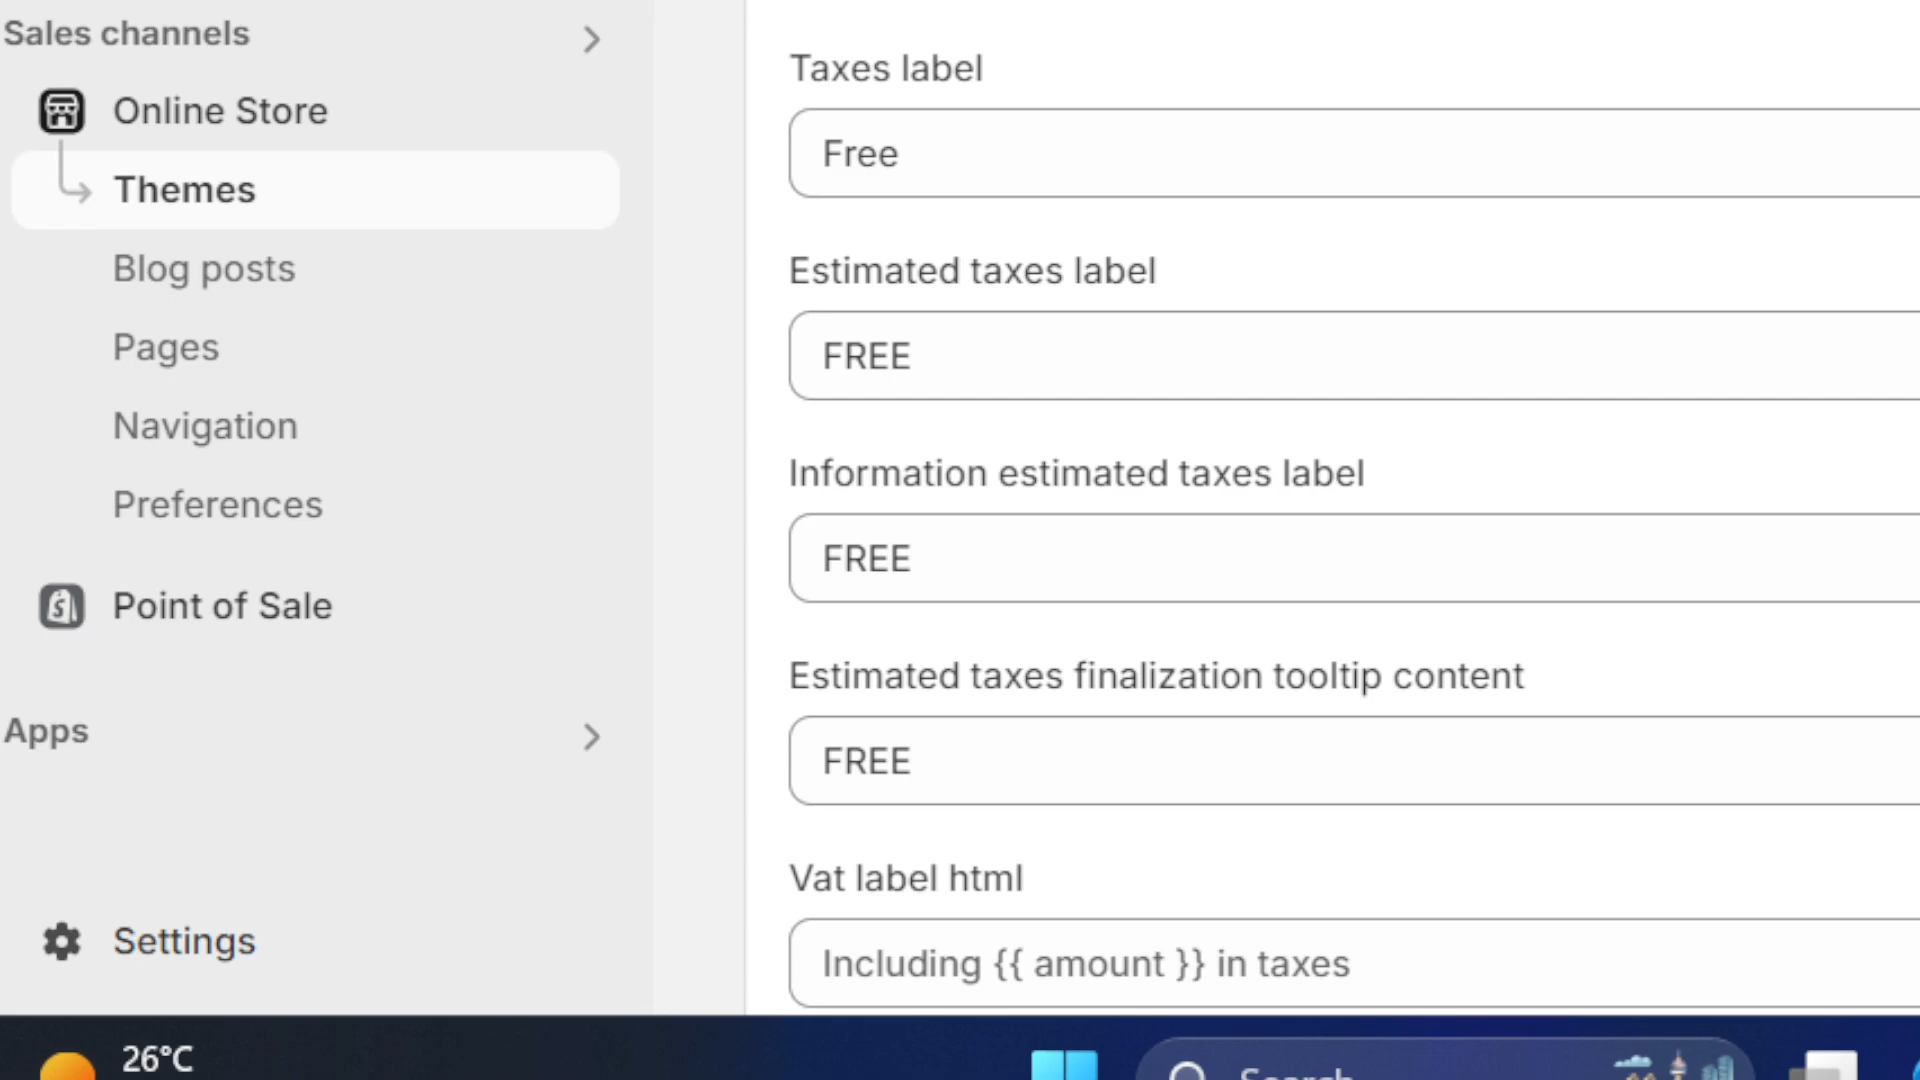 Sales channels
Online Store
Themes
Blog posts
Pages
Navigation
Preferences
Point of Sale
Apps
Settings
Taxes label
Free
Estimated taxes label
FREE
Information estimated taxes label
FREE
Estimated taxes finalization tooltip content
FREE
Vat label html
Including {{ amount }} in taxes
26°C
Search